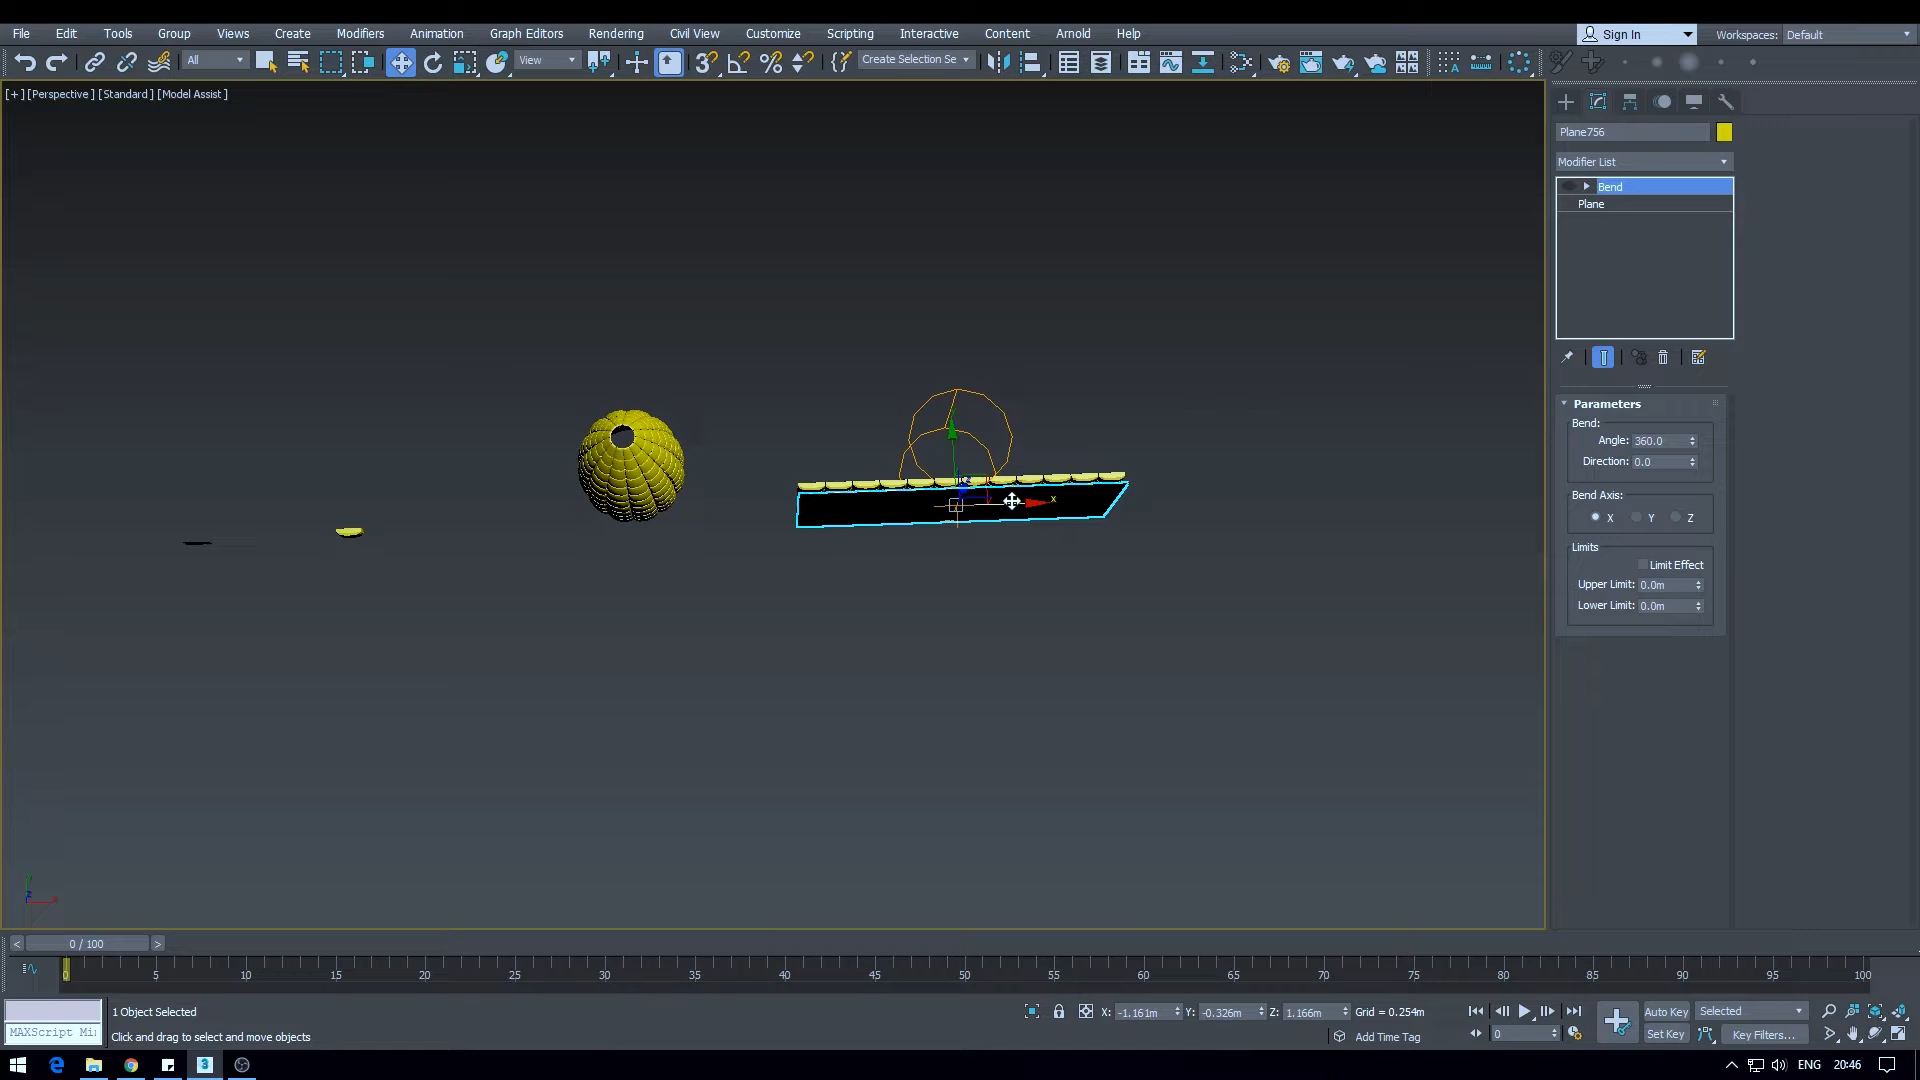 File Edit Tools Group Views Create Modifiers Animation Graph Editors Rendering Civil View Customize Scripting Interactive Content Arnold Help Sign In Workspaces: Default
All View Create Selection Se
[+] [Perspective] [Standard] [Model Assist]
Plane756
Modifier List
Bend
Plane
Parameters
Bend:
Angle: 360.0
Direction: 0.0
Bend Axis:
X Y Z
Limits
Limit Effect
Upper Limit: 0.0m
Lower Limit: 0.0m
x
< 0 / 100 >
0 5 10 15 20 25 30 35 40 45 50 55 60 65 70 75 80 85 90 95 100
1 Object Selected X: -1.161m Y: -0.326m Z: 1.166m Grid = 0.254m Auto Key Selected
MAXScript Mi Click and drag to select and move objects Add Time Tag 0 Set Key Key Filters...
ENG 20:46